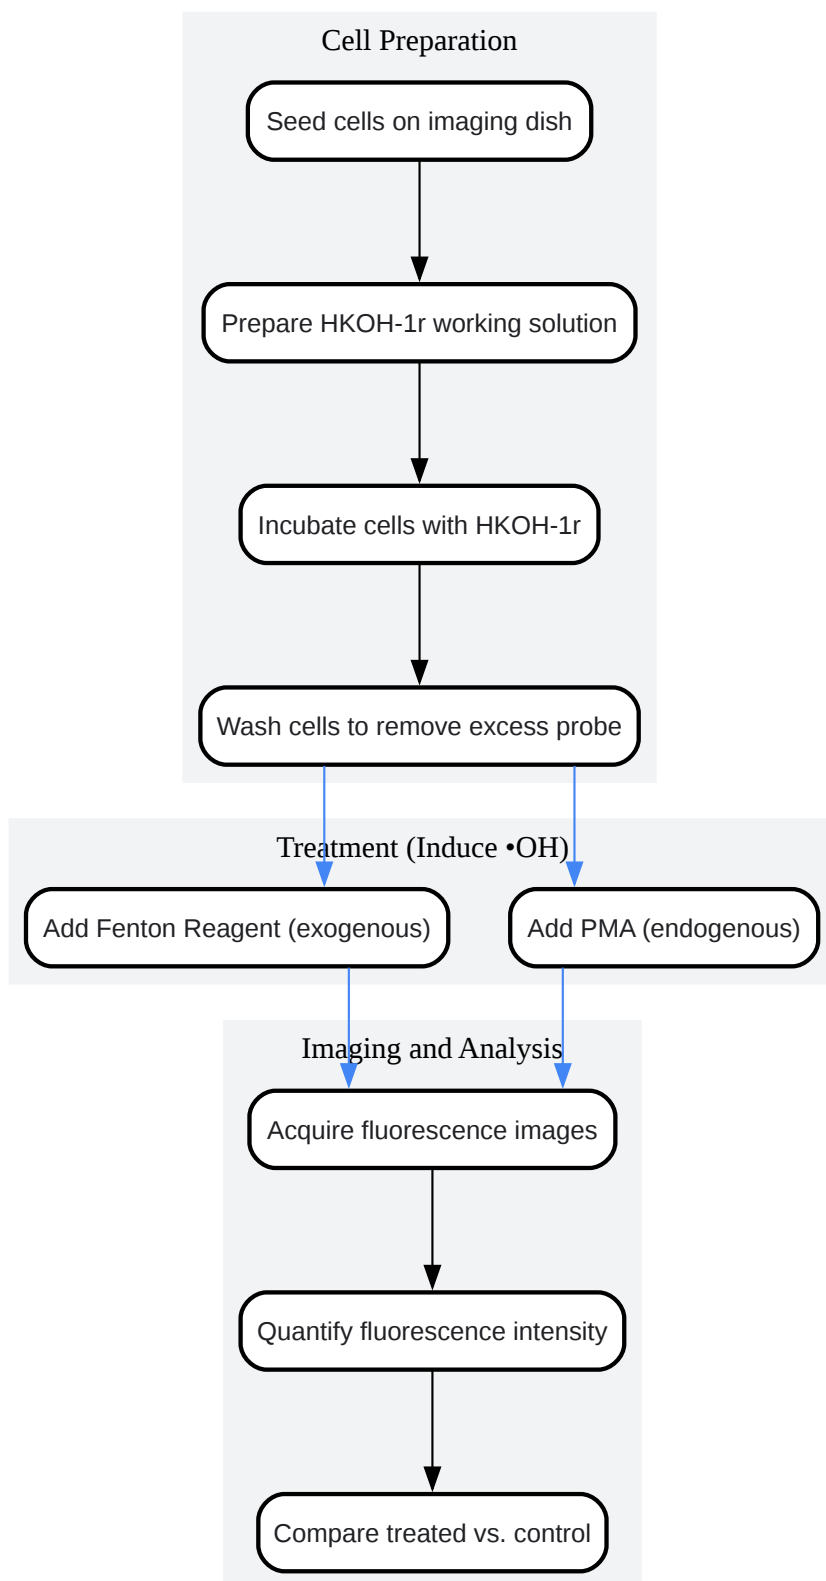 Cell Preparation
Seed cells on imaging dish
Prepare HKOH-1r working solution
Incubate cells with HKOH-1r
Wash cells to remove excess probe
Treatment (Induce •OH)
Add Fenton Reagent (exogenous)
Add PMA (endogenous)
Imaging and Analysis
Acquire fluorescence images
Quantify fluorescence intensity
Compare treated vs. control